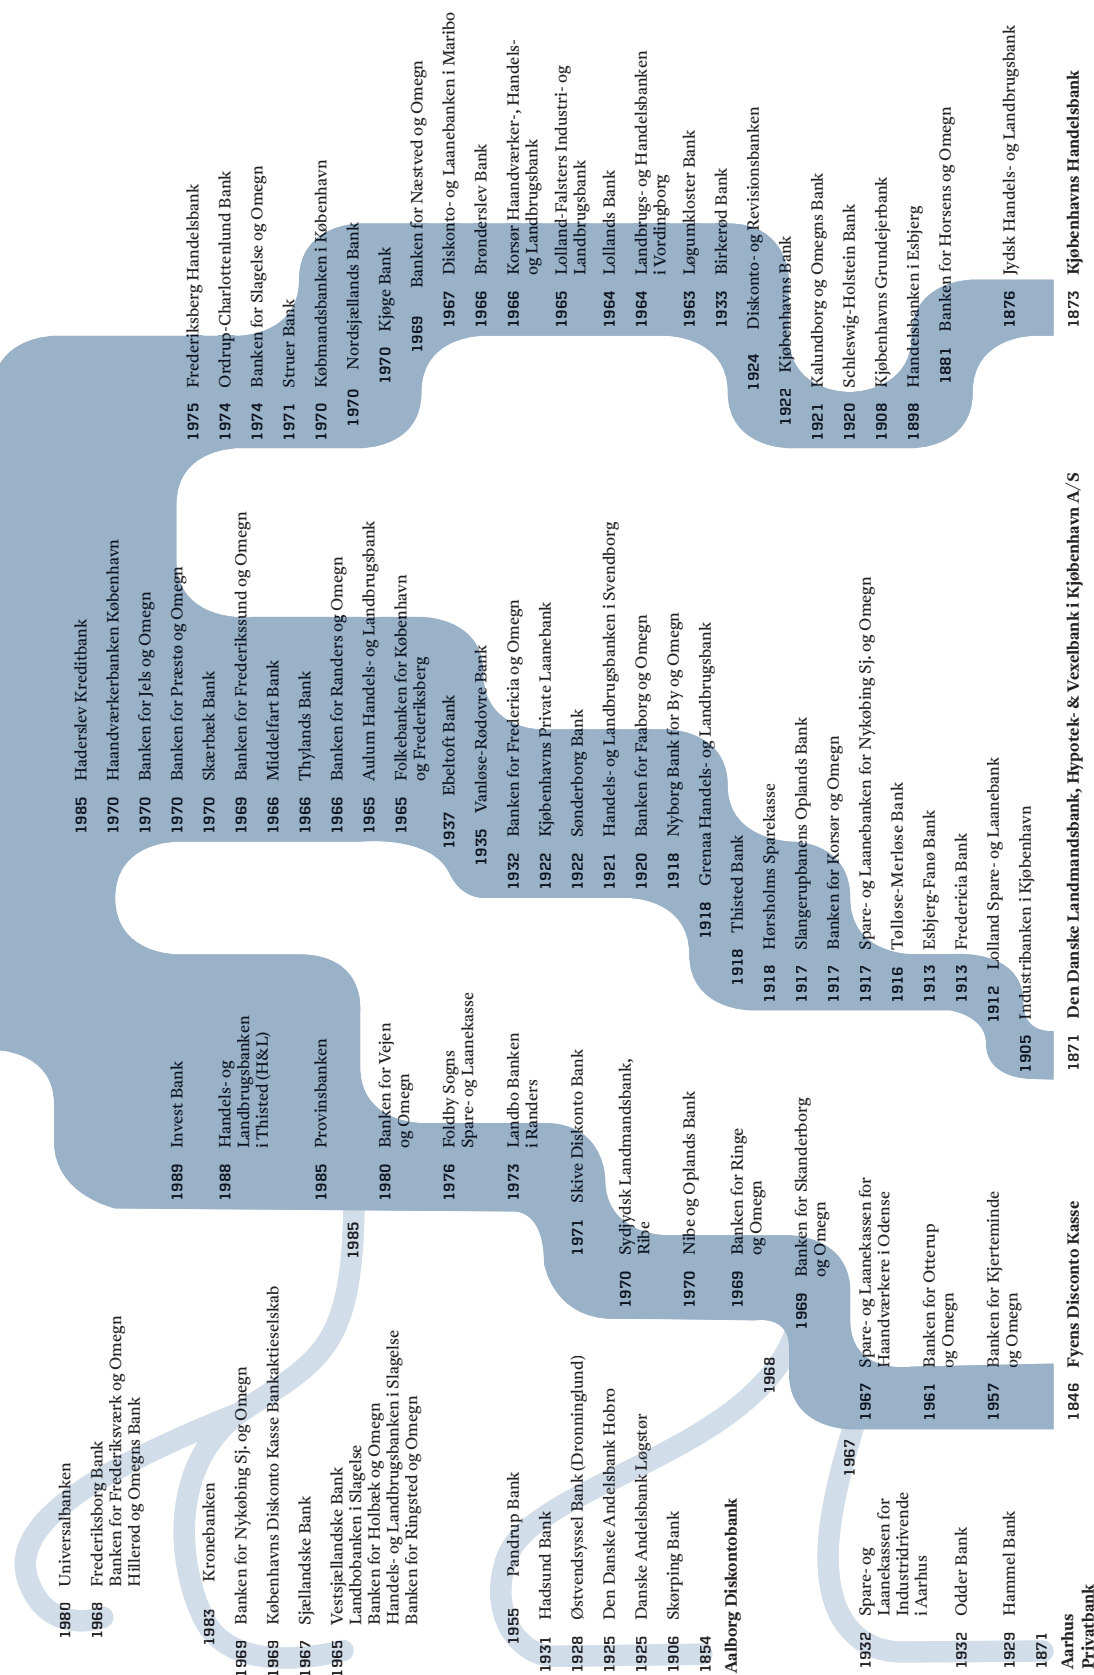 1980 Universalbanken
1968 Frederiksborg Bank
Banken for Frederiksværk og Omegn
Hillerød og Omegns Bank
1983 Kronebanken
1969 Banken for Nykøbing Sj. og Omegn
1969 Københavns Diskonto Kasse Bankaktieselskab
1967 Sjællandske Bank
1965 Vestsjællandske Bank
Landbobanken i Slagelse
Banken for Holbæk og Omegn
Handels- og Landbrugsbanken i Slagelse
Banken for Ringsted og Omegn
1955 Pandrup Bank
1931 Hadsund Bank
1928 Østvendsyssel Bank (Dronninglund)
1925 Den Danske Andelsbank Hobro
1925 Danske Andelsbank Løgstør
1906 Skørping Bank
1854
Aalborg Diskontobank
1932 Spare- og
Laanekassen for
Industridrivende
i Aarhus
1932 Odder Bank
1929 Hammel Bank
1871
Aarhus
Privatbank
1985
1968
1967
1989 Invest Bank
1988 Handels- og
Landbrugsbanken
i Thisted (H&L)
1985 Provinsbanken
1980 Banken for Vejen
og Omegn
1976 Foldby Sogns
Spare- og Laanekasse
1973 Landbo Banken
i Randers
1971 Skive Diskonto Bank
1970 Sydjydsk Landmandsbank,
Ribe
1970 Nibe og Oplands Bank
1969 Banken for Ringe
og Omegn
1969 Banken for Skanderborg
og Omegn
1967 Spare- og Laanekassen for
Haandværkere i Odense
1961 Banken for Otterup
og Omegn
1957 Banken for Kjerteminde
og Omegn
1846 Fyens Disconto Kasse
1985 Haderslev Kreditbank
1970 Haandværkerbanken København
1970 Banken for Jels og Omegn
1970 Banken for Præstø og Omegn
1970 Skærbæk Bank
1969 Banken for Frederikssund og Omegn
1966 Middelfart Bank
1966 Thylands Bank
1966 Banken for Randers og Omegn
1965 Aulum Handels- og Landbrugsbank
1965 Folkebanken for København
og Frederiksberg
1937 Ebeltoft Bank
1935 Vanløse-Rødovre Bank
1932 Banken for Fredericia og Omegn
1922 Kjøbenhavns Private Laanebank
1922 Sønderborg Bank
1921 Handels- og Landbrugsbanken i Svendborg
1920 Banken for Faaborg og Omegn
1918 Nyborg Bank for By og Omegn
1918 Grenaa Handels- og Landbrugsbank
1918 Thisted Bank
1918 Hørsholms Sparekasse
1917 Slangerupbanens Oplands Bank
1917 Banken for Korsør og Omegn
1917 Spare- og Laanebanken for Nykøbing Sj. og Omegn
1916 Tølløse-Merløse Bank
1913 Esbjerg-Fanø Bank
1913 Fredericia Bank
1912 Lolland Spare- og Laanebank
1905 Industribanken i Kjøbenhavn
1871 Den Danske Landmandsbank, Hypotek- & Vexelbank i Kjøbenhavn A/S
1975 Frederiksberg Handelsbank
1974 Ordrup-Charlottenlund Bank
1974 Banken for Slagelse og Omegn
1971 Struer Bank
1970 Købmandsbanken i København
1970 Nordsjællands Bank
1970 Kjøge Bank
1969 Banken for Næstved og Omegn
1967 Diskonto- og Laanebanken i Maribo
1966 Brønderslev Bank
1966 Korsør Haandværker-, Handels-
og Landbrugsbank
1965 Lolland-Falsters Industri- og
Landbrugsbank
1964 Lollands Bank
1964 Landbrugs- og Handelsbanken
i Vordingborg
1963 Løgumkloster Bank
1933 Birkerød Bank
1924 Diskonto- og Revisionsbanken
1922 Kjøbenhavns Bank
1921 Kalundborg og Omegns Bank
1920 Schleswig-Holstein Bank
1908 Kjøbenhavns Grundejerbank
1898 Handelsbanken i Esbjerg
1881 Banken for Horsens og Omegn
1876 Jydsk Handels- og Landbrugsbank
1873 Kjøbenhavns Handelsbank